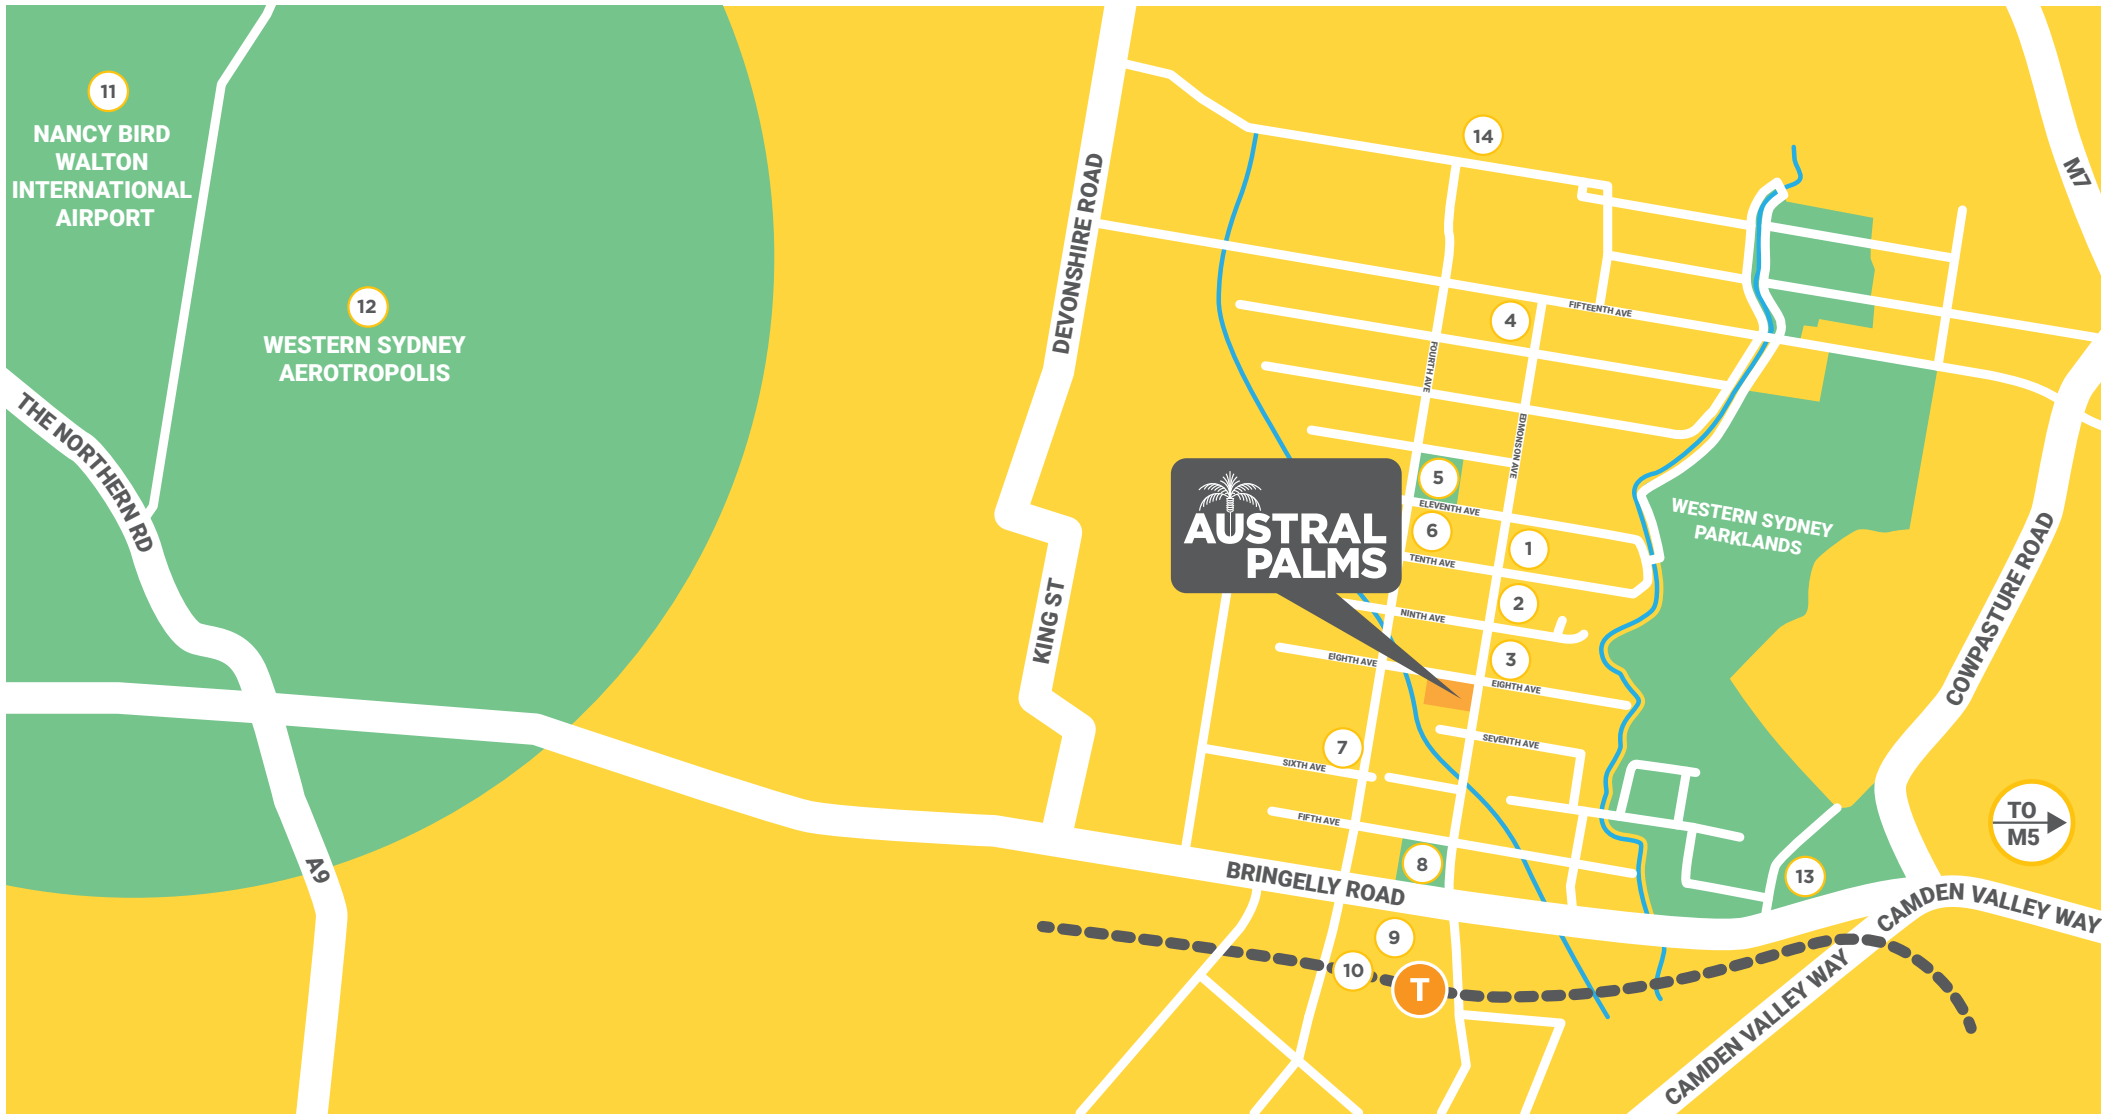 11
NANCY BIRD
WALTON
INTERNATIONAL
AIRPORT
12
WESTERN SYDNEY
AEROTROPOLIS
THE NORTHERN RD
A9
DEVONSHIRE ROAD
KING ST
14
M7
FIFTEENTH AVE
4
FOURTH AVE
EDMONSON AVE
5
ELEVENTH AVE
6
1
TENTH AVE
2
NINTH AVE
3
EIGHTH AVE
EIGHTH AVE
AUSTRAL
PALMS
WESTERN SYDNEY
PARKLANDS
COWPASTURE ROAD
7
SEVENTH AVE
SIXTH AVE
FIFTH AVE
8
BRINGELLY ROAD
9
10
T
13
TO
M5
CAMDEN VALLEY WAY
CAMDEN VALLEY WAY